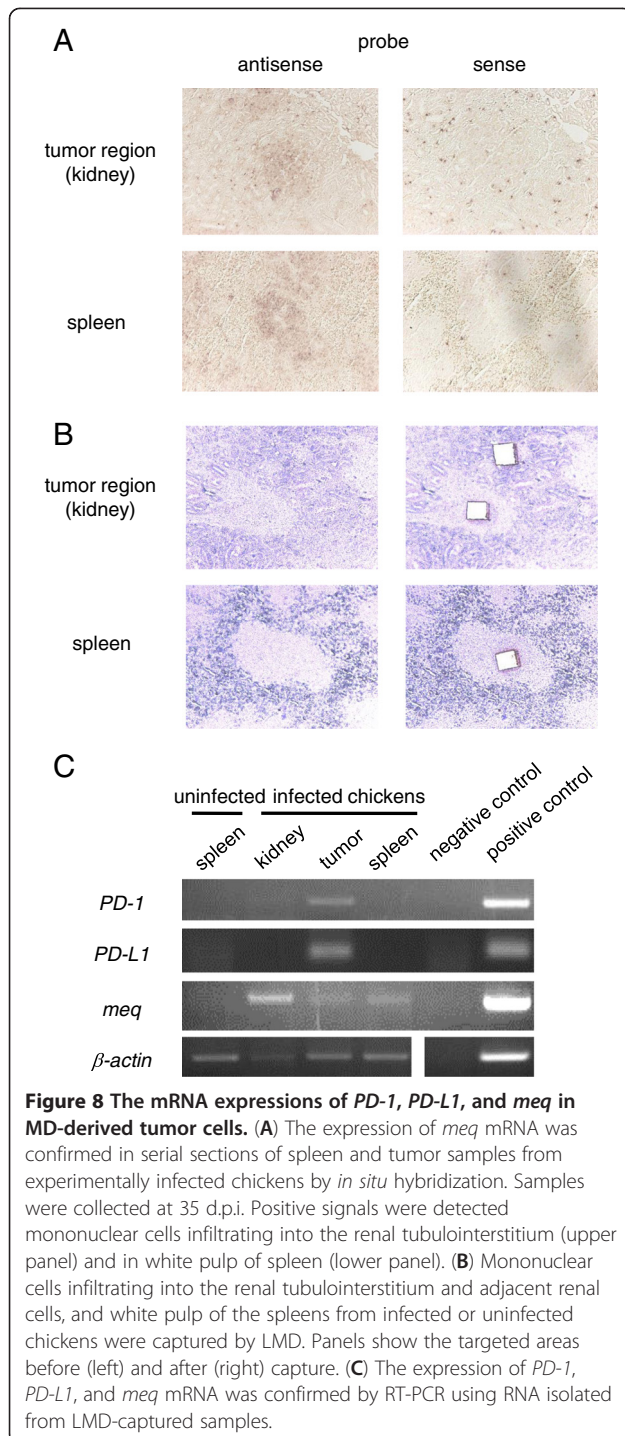 A
probe
antisense sense
tumor region
(kidney)
spleen
B
tumor region
(kidney)
spleen
C
uninfected infected chickens
spleen kidney tumor spleen negative control positive control
PD-1
PD-L1
meq
β-actin
Figure 8 The mRNA expressions of PD-1, PD-L1, and meq in
MD-derived tumor cells. (A) The expression of meq mRNA was
confirmed in serial sections of spleen and tumor samples from
experimentally infected chickens by in situ hybridization. Samples
were collected at 35 d.p.i. Positive signals were detected
mononuclear cells infiltrating into the renal tubulointerstitium (upper
panel) and in white pulp of spleen (lower panel). (B) Mononuclear
cells infiltrating into the renal tubulointerstitium and adjacent renal
cells, and white pulp of the spleens from infected or uninfected
chickens were captured by LMD. Panels show the targeted areas
before (left) and after (right) capture. (C) The expression of PD-1,
PD-L1, and meq mRNA was confirmed by RT-PCR using RNA isolated
from LMD-captured samples.